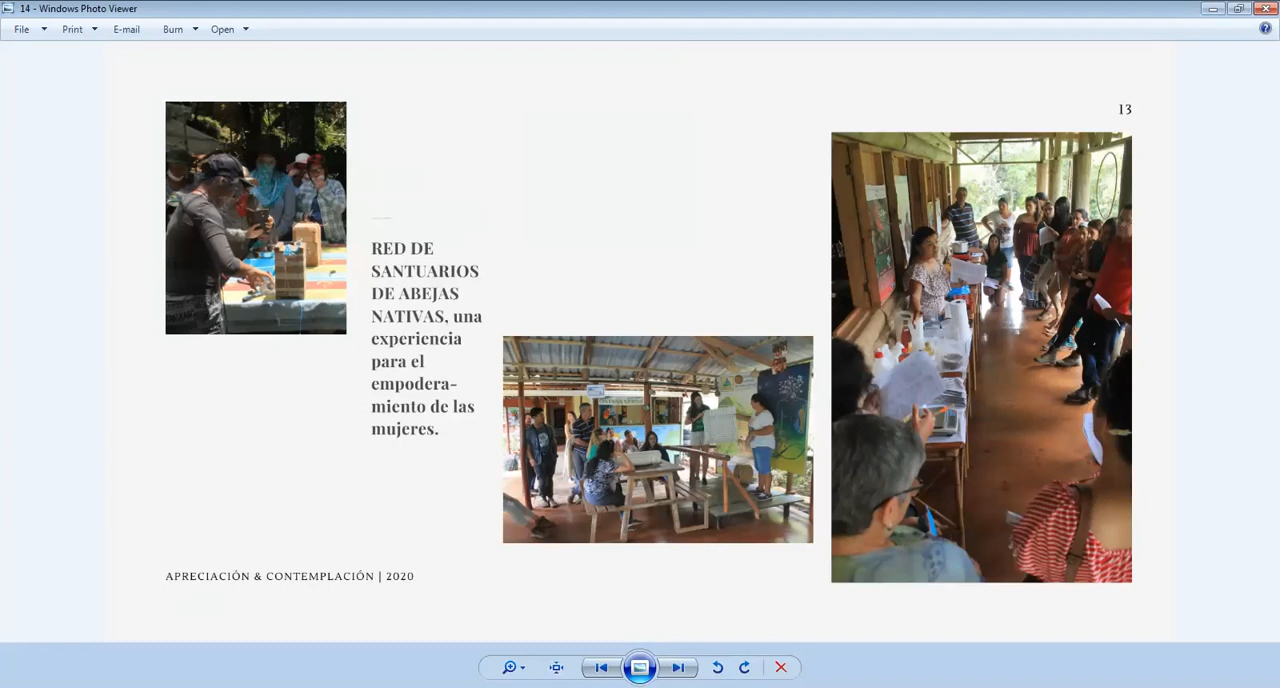 14 - Windows Photo Viewer
File Print E-mail Burn Open
13
RED DE
SANTUARIOS
DE ABEJAS
NATIVAS, una
experiencia
para el
empodera-
miento de las
mujeres.
APRECIACIÓN & CONTEMPLACIÓN | 2020